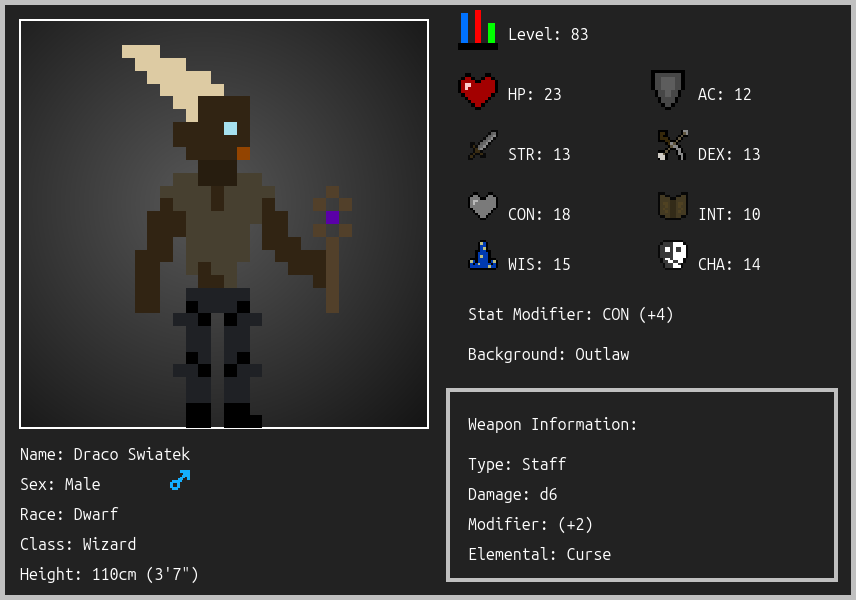 Level: 83
HP: 23
AC: 12
STR: 13
DEX: 13
CON: 18
INT: 10
WIS: 15
CHA: 14
Stat Modifier: CON (+4)
Background: Outlaw
Weapon Information:
Type: Staff
Damage: d6
Modifier: (+2)
Elemental: Curse
Name: Draco Swiatek
Sex: Male
Race: Dwarf
Class: Wizard
Height: 110cm (3'7")